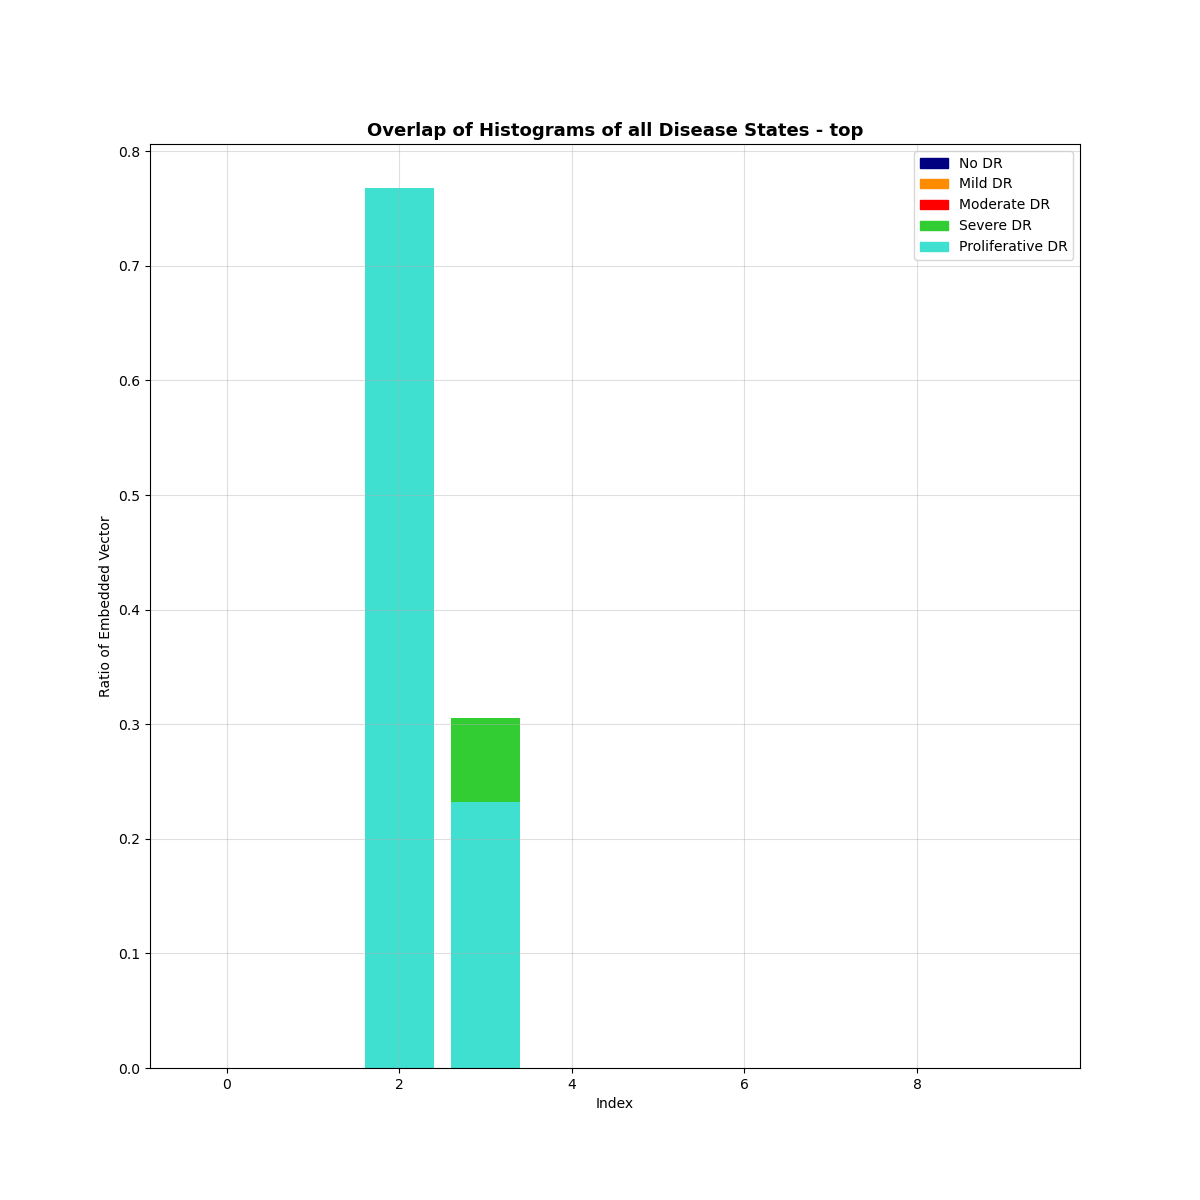 Overlap of Histograms of all Disease States - top
No DR
Mild DR
Moderate DR
Severe DR
Proliferative DR
Ratio of Embedded Vector
0.8
0.7
0.6
0.5
0.4
0.3
0.2
0.1
0.0
0 2 4 6 8
Index